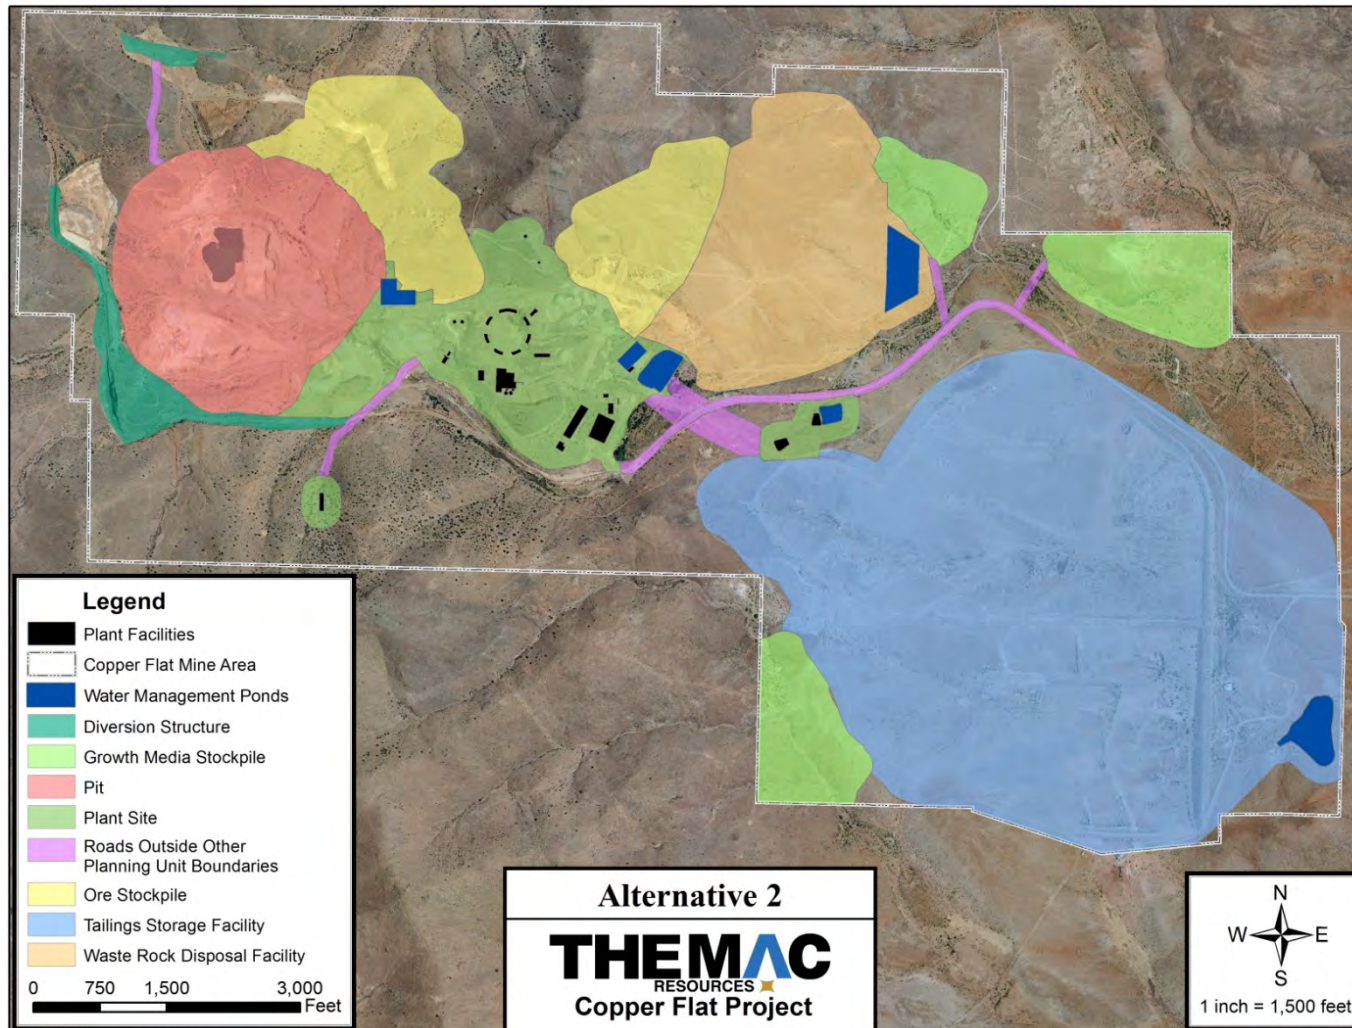 Legend
Plant Facilities
Copper Flat Mine Area
Water Management Ponds
Diversion Structure
Growth Media Stockpile
Pit
Plant Site
Roads Outside Other
Planning Unit Boundaries
Ore Stockpile
Tailings Storage Facility
Waste Rock Disposal Facility
0 750 1,500 3,000
Feet
Alternative 2
THEMAC
RESOURCES
Copper Flat Project
N
W E
S
1 inch = 1,500 feet